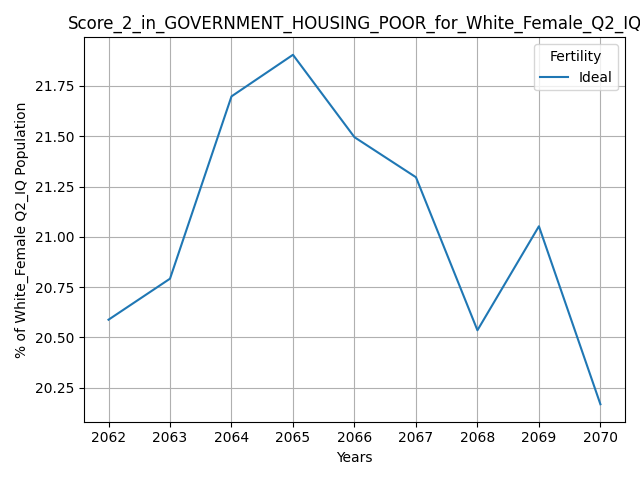 Score_2_in_GOVERNMENT_HOUSING_POOR_for_White_Female_Q2_IQ
Fertility
Ideal
% of White_Female Q2_IQ Population
21.75
21.50
21.25
21.00
20.75
20.50
20.25
2062 2063 2064 2065 2066 2067 2068 2069 2070
Years